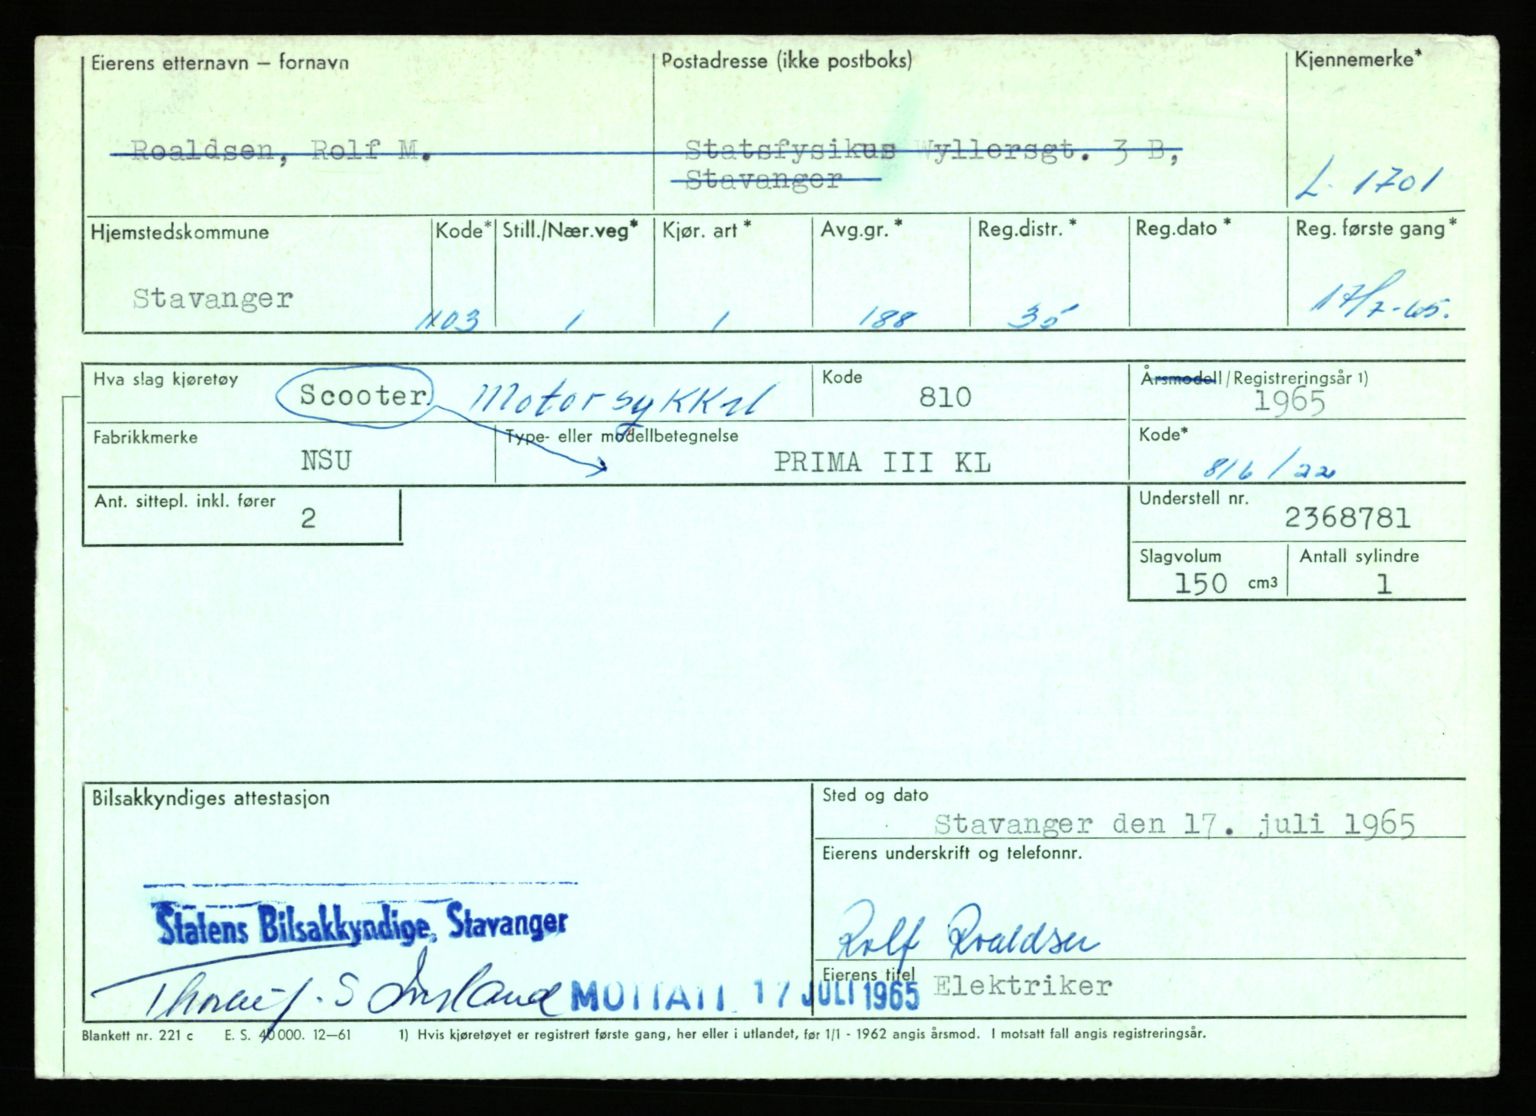 Eierens etternavn – fornavn
Postadresse (ikke postboks)
Kjennemerke*
Roaldsen, Rolf M.
Statsfysikus Wyllersgt. 3 B,
Stavanger
L- 1701
Hjemstedskommune
Kode*
Still./Nær.veg*
Kjør. art *
Avg.gr. *
Reg.distr. *
Reg.dato *
Reg. første gang*
Stavanger
1103
1
1
188
35
17/7-65.
Hva slag kjøretøy
Scooter
Motorsykkel
Kode
810
Årsmodell/Registreringsår 1)
1965
Fabrikkmerke
NSU
Type- eller modellbetegnelse
PRIMA III KL
Kode*
816/22
Ant. sittepl. inkl. fører
2
Understell nr.
2368781
Slagvolum
150 cm3
Antall sylindre
1
Bilsakkyndiges attestasjon
Sted og dato
Stavanger den 17. juli 1965
Eierens underskrift og telefonnr.
Statens Bilsakkyndige, Stavanger
Rolf Roaldsen
Eierens titel
Elektriker
MOTTATT 17 JULI 1965
Blankett nr. 221 c E. S. 40 000. 12–61 1) Hvis kjøretøyet er registrert første gang, her eller i utlandet, før 1/1 - 1962 angis årsmod. I motsatt fall angis registreringsår.